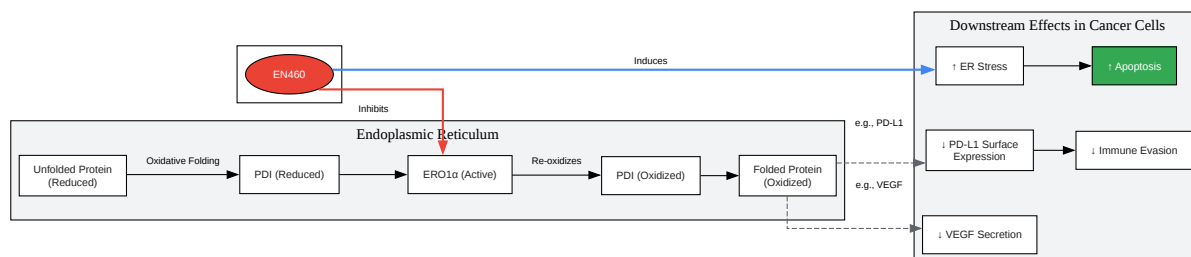 Downstream Effects in Cancer Cells
EN460
Induces
↑ ER Stress
↑ Apoptosis
Inhibits
Endoplasmic Reticulum
e.g., PD-L1
Unfolded Protein
(Reduced)
Oxidative Folding
PDI (Reduced)
ERO1α (Active)
Re-oxidizes
PDI (Oxidized)
Folded Protein
(Oxidized)
↓ PD-L1 Surface
Expression
↓ Immune Evasion
e.g., VEGF
↓ VEGF Secretion